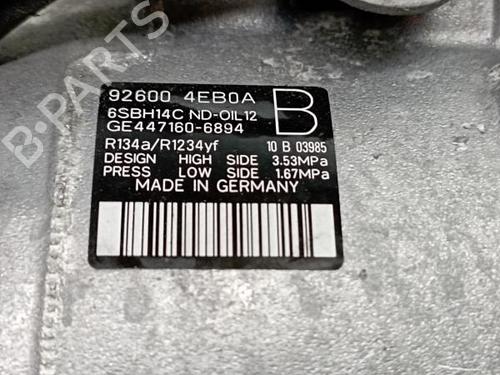 92600 4EB0A
B
6SBH14C ND-OIL12
GE447160-6894
R134a/R1234yf 10 B 03985
DESIGN HIGH SIDE 3.53MPa
PRESS LOW SIDE 1.67MPa
MADE IN GERMANY
B-PARTS